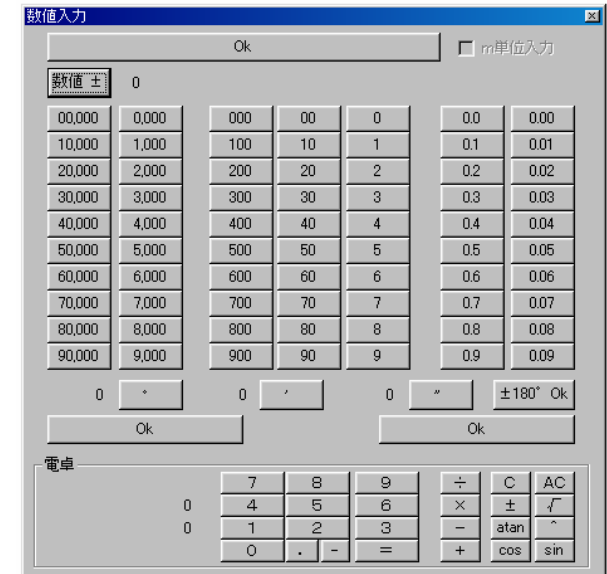 数値入力
Ok m単位入力
数値 ± 0
00,000 0,000 000 00 0 0.0 0.00
10,000 1,000 100 10 1 0.1 0.01
20,000 2,000 200 20 2 0.2 0.02
30,000 3,000 300 30 3 0.3 0.03
40,000 4,000 400 40 4 0.4 0.04
50,000 5,000 500 50 5 0.5 0.05
60,000 6,000 600 60 6 0.6 0.06
70,000 7,000 700 70 7 0.7 0.07
80,000 8,000 800 80 8 0.8 0.08
90,000 9,000 900 90 9 0.9 0.09
0 ° 0 ′ 0 ″ ±180° Ok
Ok Ok
電卓
7 8 9 ÷ C AC
0 4 5 6 × ± √
0 1 2 3 − atan ^
0 . - = + cos sin